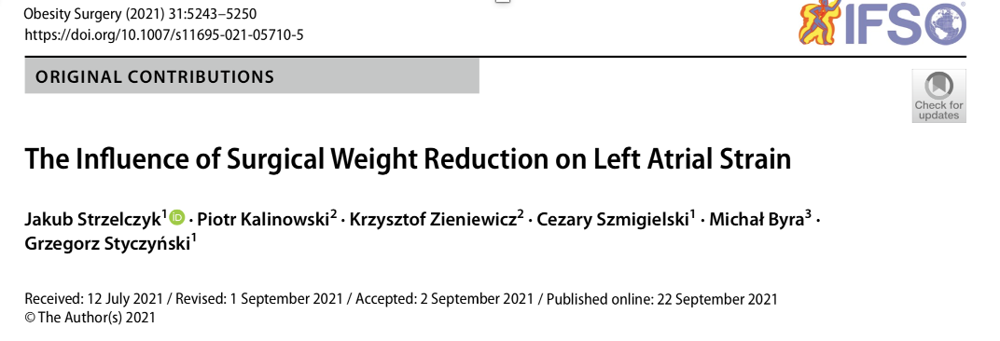 Obesity Surgery (2021) 31:5243–5250
https://doi.org/10.1007/s11695-021-05710-5
IFSO
ORIGINAL CONTRIBUTIONS
Check for
updates
The Influence of Surgical Weight Reduction on Left Atrial Strain
Jakub Strzelczyk1 iD · Piotr Kalinowski2 · Krzysztof Zieniewicz2 · Cezary Szmigielski1 · Michał Byra3 ·
Grzegorz Styczyński1
Received: 12 July 2021 / Revised: 1 September 2021 / Accepted: 2 September 2021 / Published online: 22 September 2021
© The Author(s) 2021